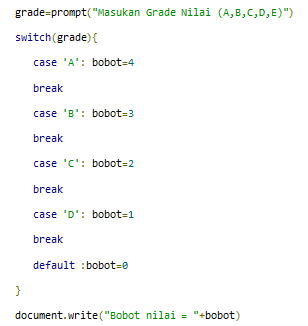 grade=prompt("Masukan Grade Nilai (A,B,C,D,E)")
switch(grade){
case 'A': bobot=4
break
case 'B': bobot=3
break
case 'C': bobot=2
break
case 'D': bobot=1
break
default :bobot=0
}
document.write("Bobot nilai = "+bobot)